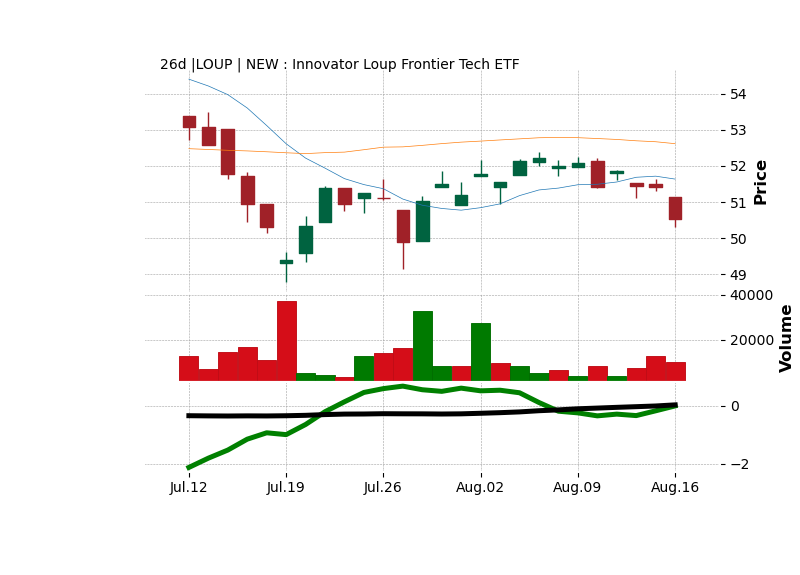 26d |LOUP | NEW : Innovator Loup Frontier Tech ETF
54
53
52
51
50
49
Price
40000
20000
Volume
0
−2
Jul.12 Jul.19 Jul.26 Aug.02 Aug.09 Aug.16